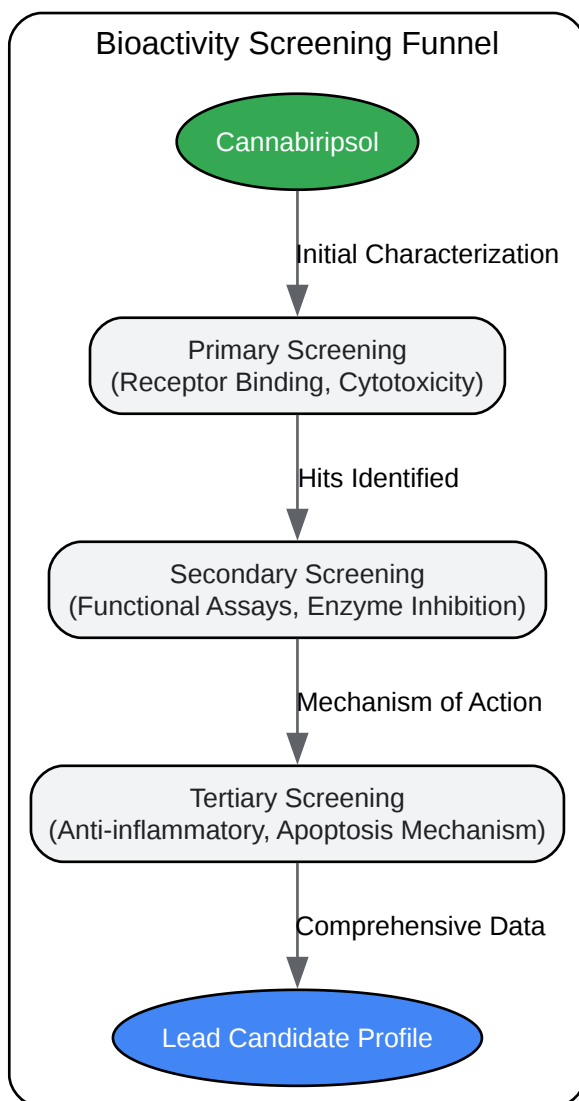 Bioactivity Screening Funnel
Cannabiripsol
Initial Characterization
Primary Screening
(Receptor Binding, Cytotoxicity)
Hits Identified
Secondary Screening
(Functional Assays, Enzyme Inhibition)
Mechanism of Action
Tertiary Screening
(Anti-inflammatory, Apoptosis Mechanism)
Comprehensive Data
Lead Candidate Profile